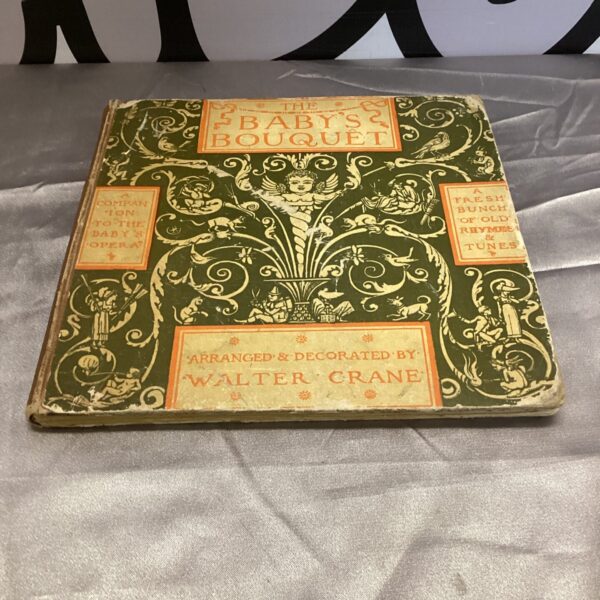 THE
BABY'S
BOUQUET
A
COMPAN
ION
TO THE
BABY'S
OPERA
A
FRESH
BUNCH
OF OLD
RHYMES
&
TUNES
ARRANGED & DECORATED BY
WALTER CRANE